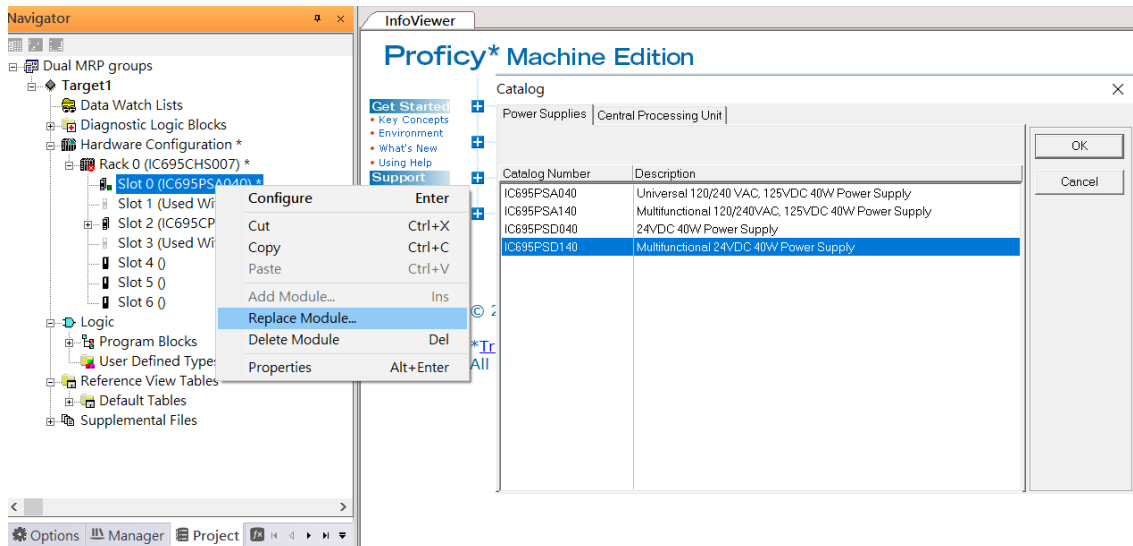 Navigator
InfoViewer
Dual MRP groups
Target1
Data Watch Lists
Diagnostic Logic Blocks
Hardware Configuration *
Rack 0 (IC695CHS007) *
Slot 0 (IC695PSA040) *
Slot 1 (Used Wi
Slot 2 (IC695CP
Slot 3 (Used Wi
Slot 4 ()
Slot 5 ()
Slot 6 ()
Logic
Program Blocks
User Defined Types
Reference View Tables
Default Tables
Supplemental Files
Configure Enter
Cut Ctrl+X
Copy Ctrl+C
Paste Ctrl+V
Add Module... Ins
Replace Module...
Delete Module Del
Properties Alt+Enter
Options Manager Project
Proficy* Machine Edition
Get Started
Key Concepts
Environment
What's New
Using Help
Support
© 2
*Tr
All
Catalog
Power Supplies Central Processing Unit
Catalog Number Description
IC695PSA040 Universal 120/240 VAC, 125VDC 40W Power Supply
IC695PSA140 Multifunctional 120/240VAC, 125VDC 40W Power Supply
IC695PSD040 24VDC 40W Power Supply
IC695PSD140 Multifunctional 24VDC 40W Power Supply
OK
Cancel